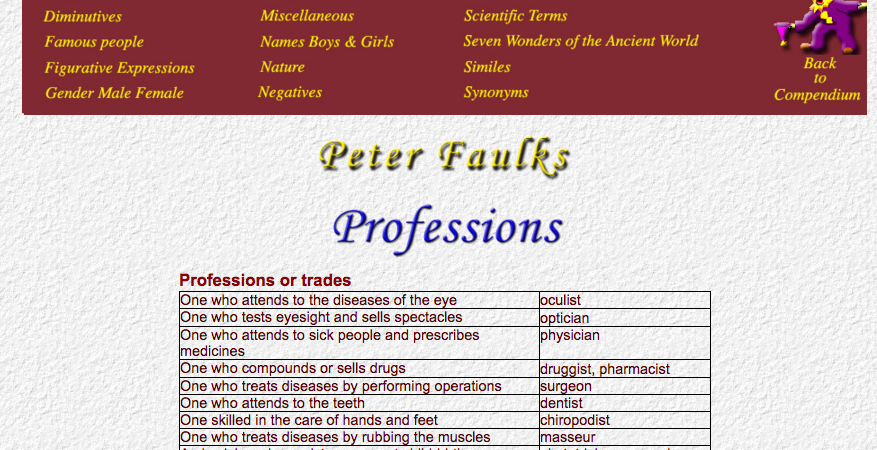 Diminutives Miscellaneous Scientific Terms
Famous people Names Boys & Girls Seven Wonders of the Ancient World
Figurative Expressions Nature Similes
Gender Male Female Negatives Synonyms
Back
to
Compendium
Peter Faulks
Professions
Professions or trades
One who attends to the diseases of the eye oculist
One who tests eyesight and sells spectacles optician
One who attends to sick people and prescribes physician
medicines
One who compounds or sells drugs druggist, pharmacist
One who treats diseases by performing operations surgeon
One who attends to the teeth dentist
One skilled in the care of hands and feet chiropodist
One who treats diseases by rubbing the muscles masseur